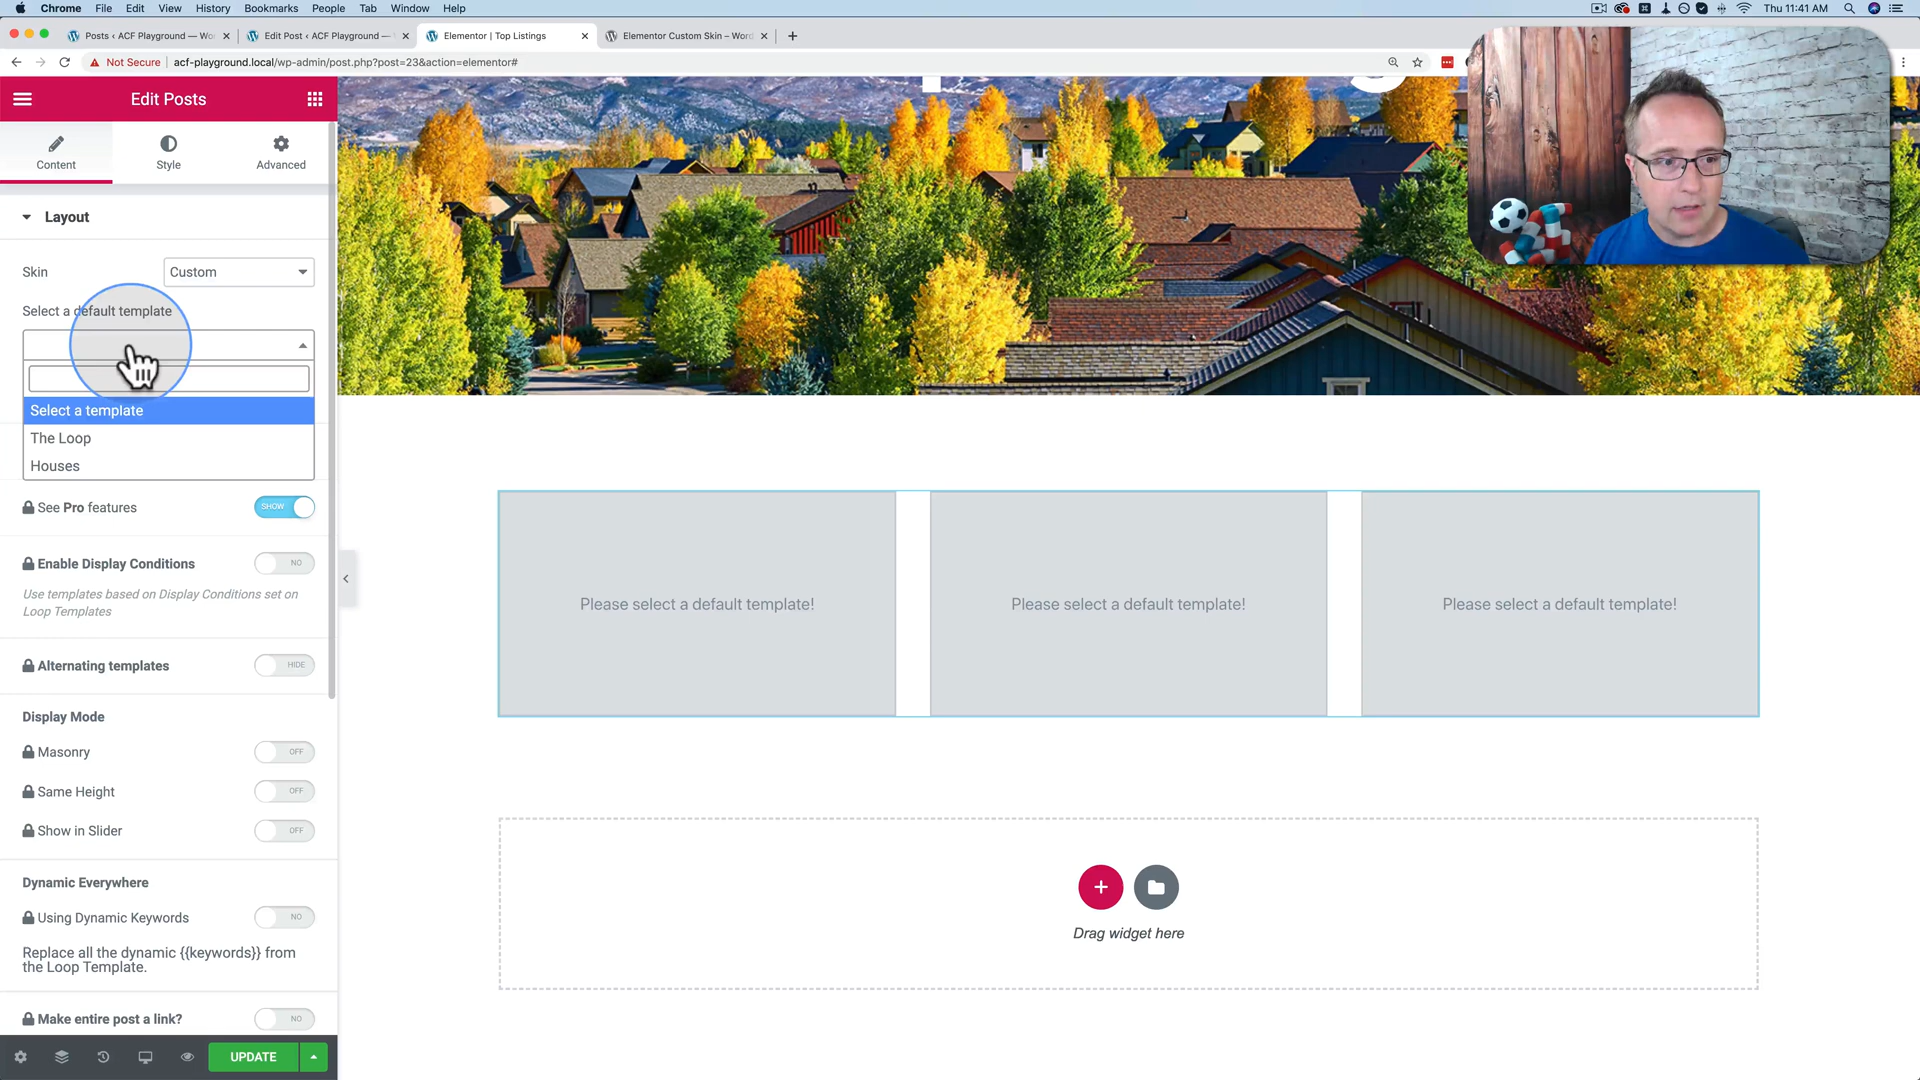 Chrome File Edit View History Bookmarks People Tab Window Help Thu 11:41 AM
Posts ‹ ACF Playground — Wo Edit Post ‹ ACF Playground — Elementor | Top Listings Elementor Custom Skin – Word
Not Secure acf-playground.local/wp-admin/post.php?post=23&action=elementor#
Edit Posts
Content Style Advanced
Layout
Skin Custom
Select a default template
Select a template
The Loop
Houses
See Pro features SHOW
Enable Display Conditions NO
Use templates based on Display Conditions set on
Loop Templates
Alternating templates HIDE
Display Mode
Masonry OFF
Same Height OFF
Show in Slider OFF
Dynamic Everywhere
Using Dynamic Keywords NO
Replace all the dynamic {{keywords}} from
the Loop Template.
Make entire post a link? NO
UPDATE
Please select a default template! Please select a default template! Please select a default template!
Drag widget here